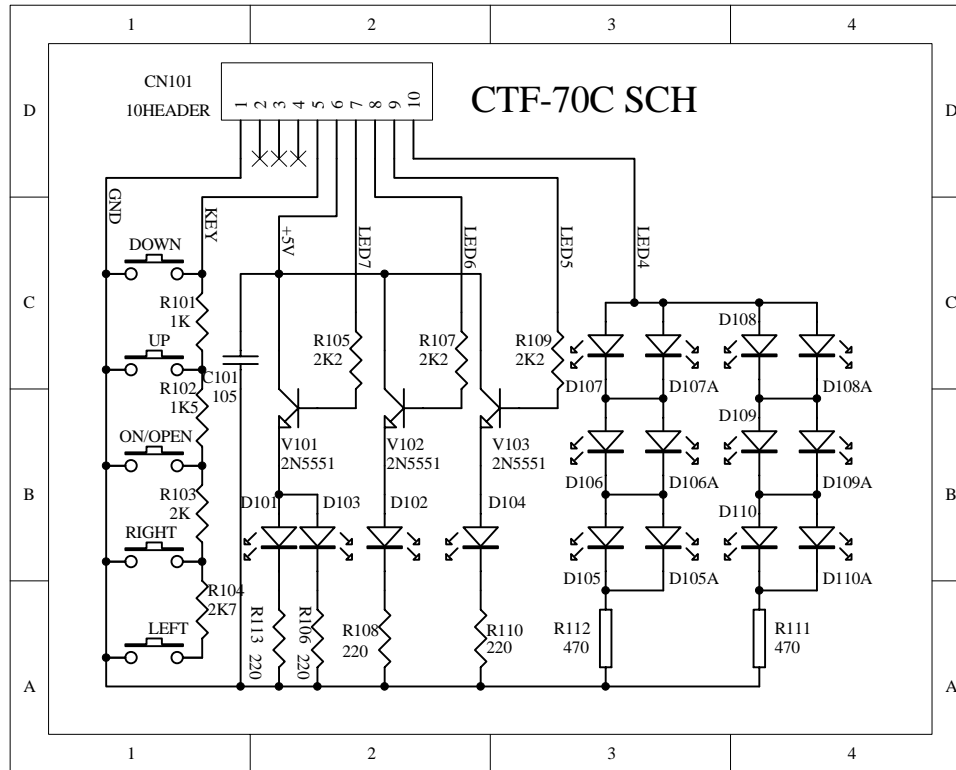 1 2 3 4
CN101
10HEADER
1 2 3 4 5 6 7 8 9 10
CTF-70C SCH
D D
GND
KEY
+5V
LED7
LED6
LED5
LED4
DOWN
C C
R101
1K
UP
R102
1K5
C101
105
R105
2K2
R107
2K2
R109
2K2
D107
D107A
D108
D108A
ON/OPEN
V101
2N5551
V102
2N5551
V103
2N5551
D106
D106A
D109
D109A
B B
R103
2K
RIGHT
D101
D103
D102
D104
D105
D105A
D110
D110A
R104
2K7
LEFT
R113 220
R106 220
R108
220
R110
220
R112
470
R111
470
A A
1 2 3 4